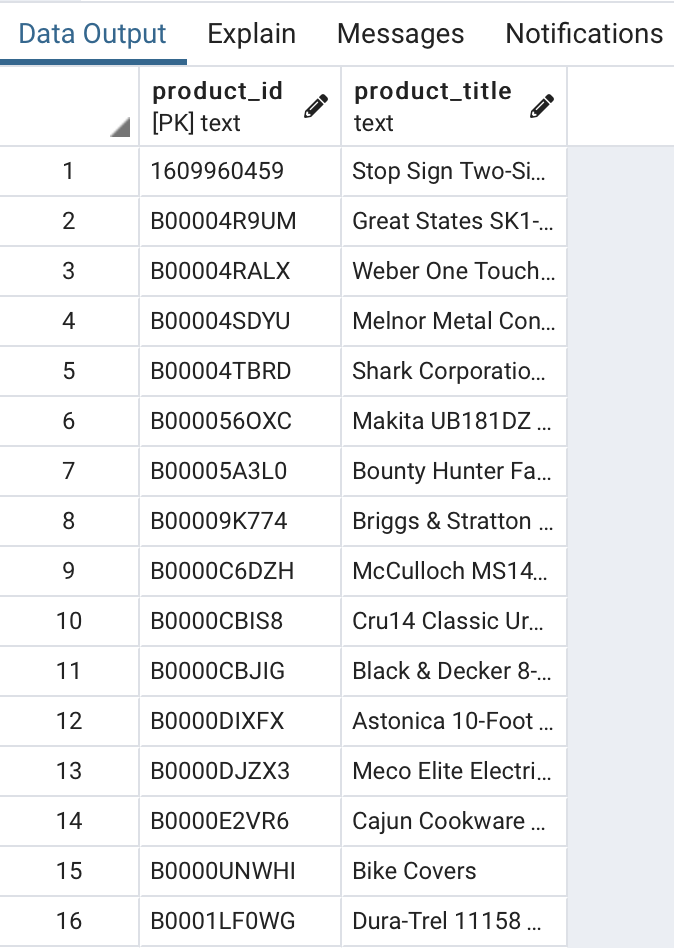 Data Output Explain Messages Notifications
product_id product_title
[PK] text text
1 1609960459 Stop Sign Two-Si...
2 B00004R9UM Great States SK1-...
3 B00004RALX Weber One Touch...
4 B00004SDYU Melnor Metal Con...
5 B00004TBRD Shark Corporatio...
6 B000056OXC Makita UB181DZ ...
7 B00005A3L0 Bounty Hunter Fa...
8 B00009K774 Briggs & Stratton ...
9 B0000C6DZH McCulloch MS14...
10 B0000CBIS8 Cru14 Classic Ur...
11 B0000CBJIG Black & Decker 8-...
12 B0000DIXFX Astonica 10-Foot ...
13 B0000DJZX3 Meco Elite Electri...
14 B0000E2VR6 Cajun Cookware ...
15 B0000UNWHI Bike Covers
16 B0001LF0WG Dura-Trel 11158 ...